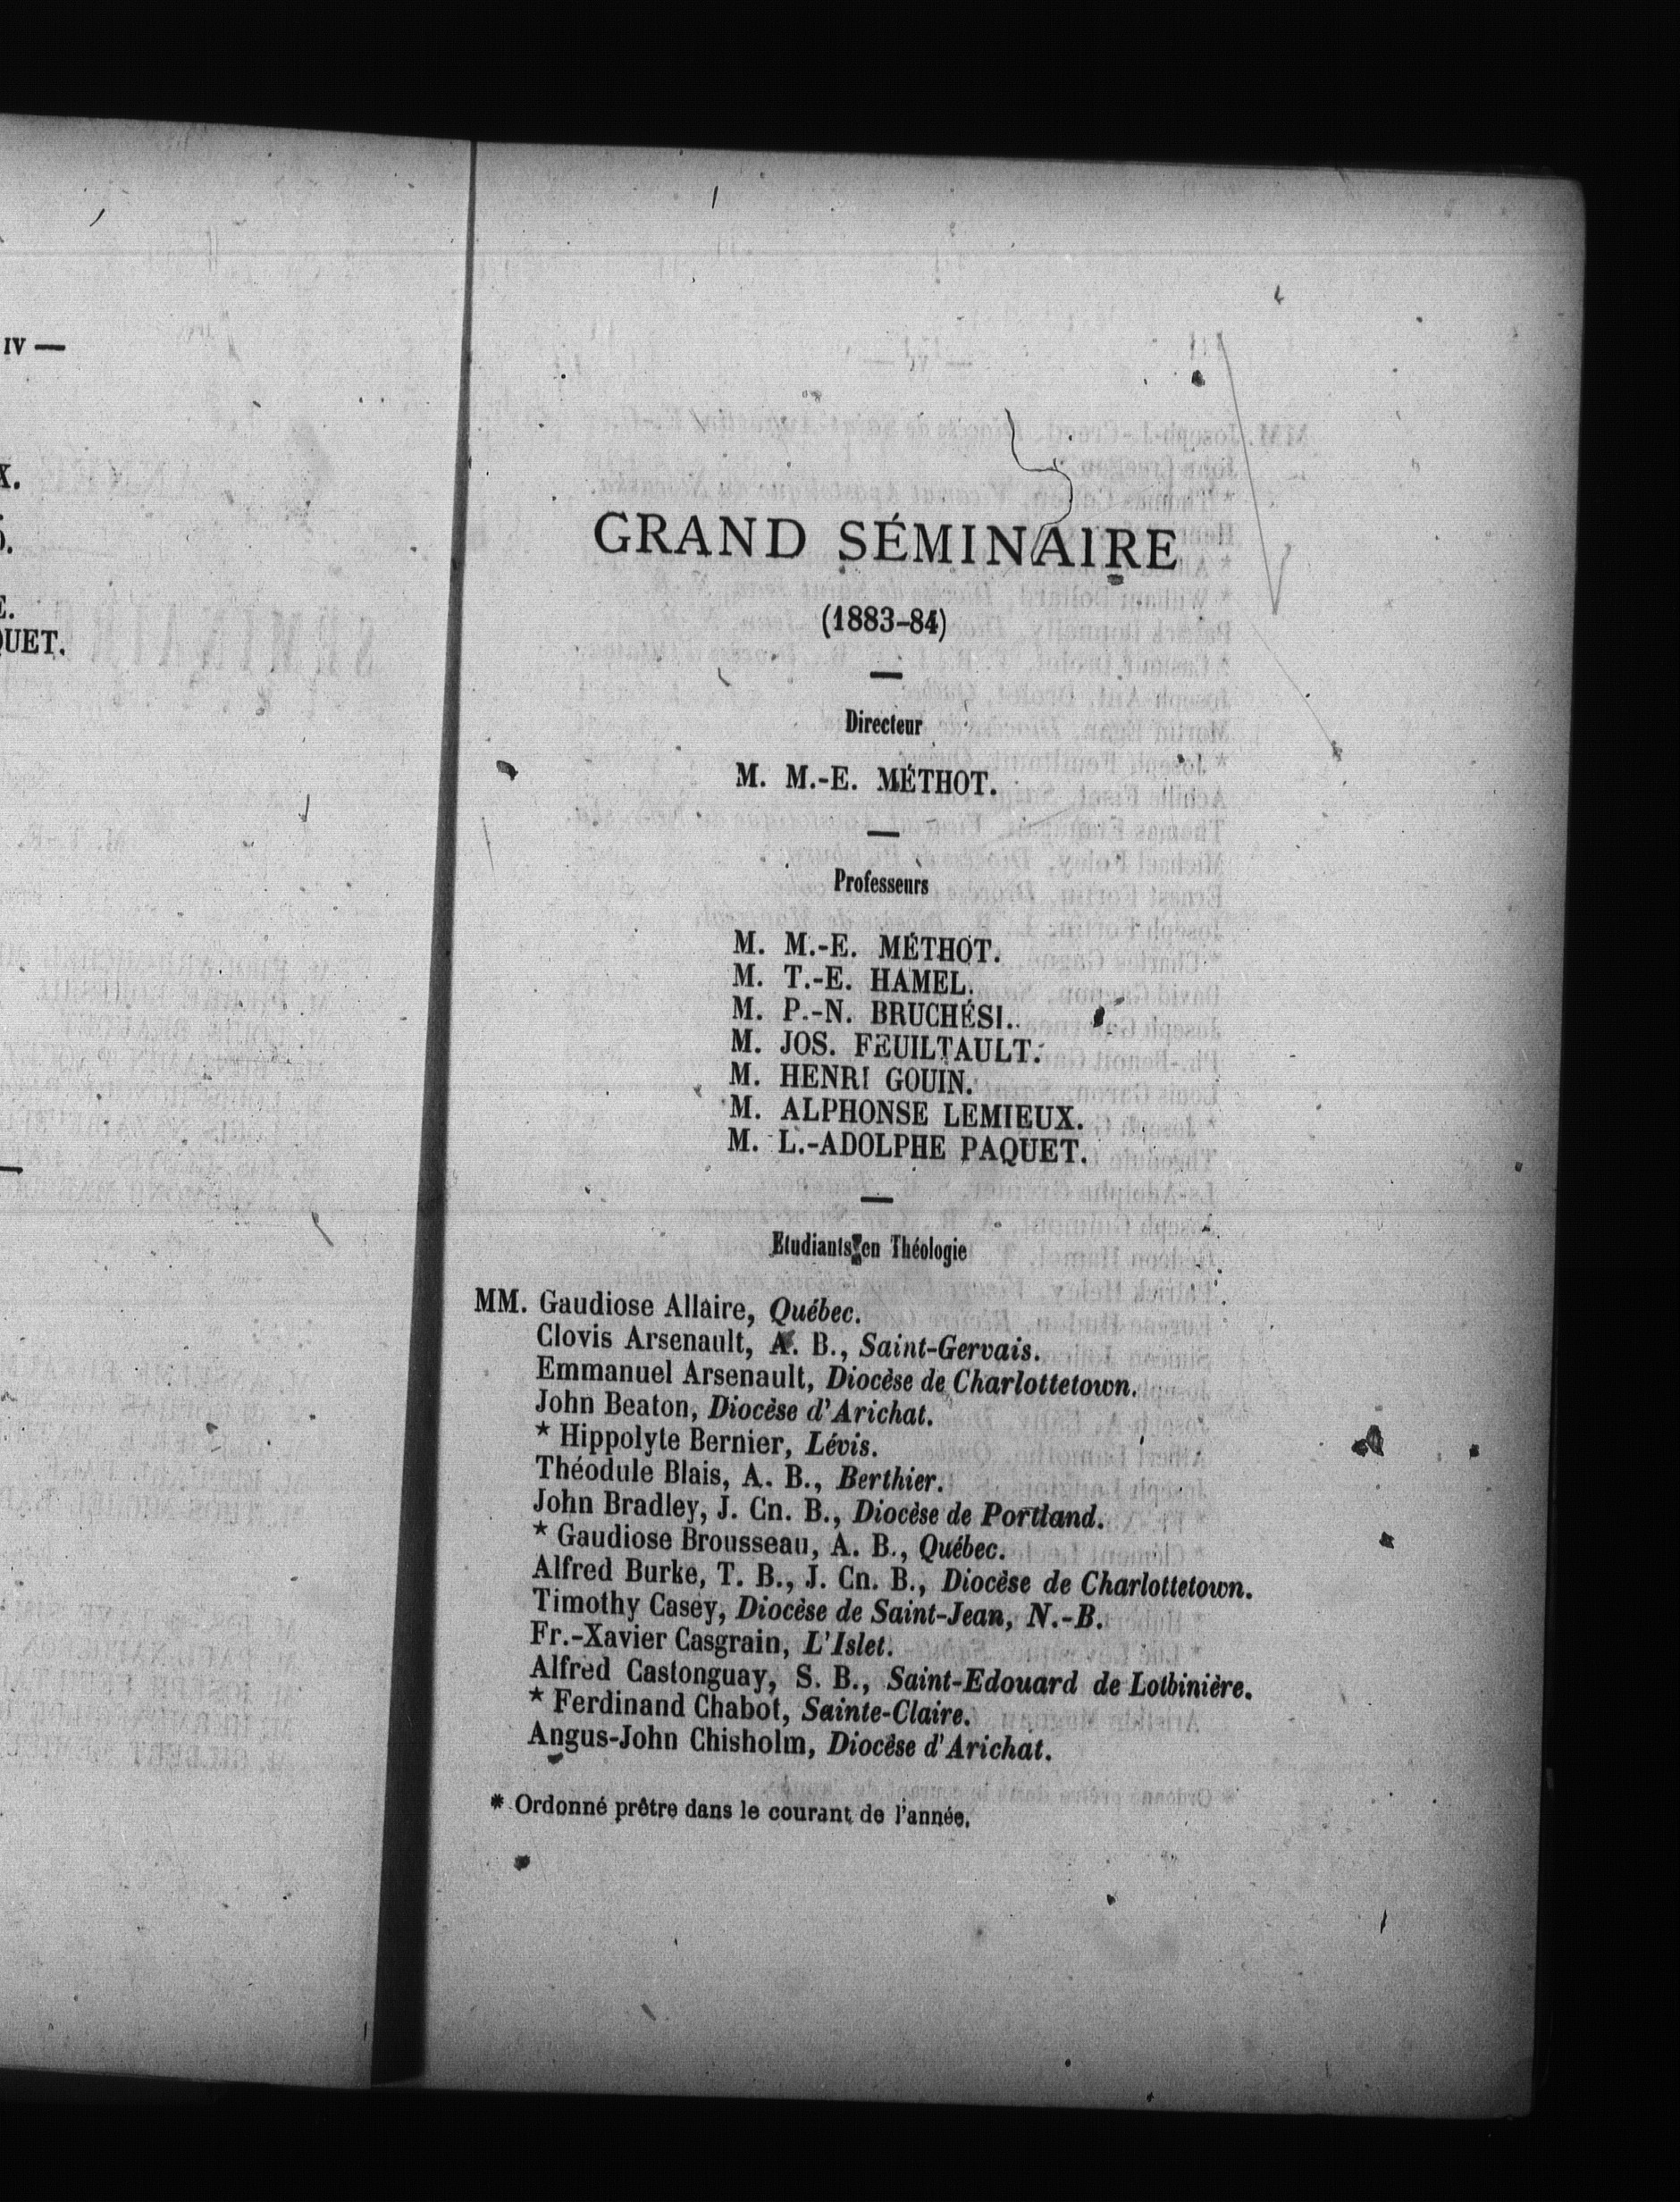 IV —
X.
QUET.
GRAND SÉMINAIRE
(1883-84)
Directeur
M. M.-E. MÉTHOT.
Professeurs
M. M.-E. MÉTHOT.
M. T.-E. HAMEL.
M. P.-N. BRUCHÉSI.
M. JOS. FEUILTAULT.
M. HENRI GOUIN.
M. ALPHONSE LEMIEUX.
M. L.-ADOLPHE PAQUET.
Etudiants en Théologie
MM. Gaudiose Allaire, Québec.
Clovis Arsenault, A. B., Saint-Gervais.
Emmanuel Arsenault, Diocèse de Charlottetown.
John Beaton, Diocèse d'Arichat.
* Hippolyte Bernier, Lévis.
Théodule Blais, A. B., Berthier.
John Bradley, J. Cn. B., Diocèse de Portland.
* Gaudiose Brousseau, A. B., Québec.
Alfred Burke, T. B., J. Cn. B., Diocèse de Charlottetown.
Timothy Casey, Diocèse de Saint-Jean, N.-B.
Fr.-Xavier Casgrain, L'Islet.
Alfred Castonguay, S. B., Saint-Edouard de Lotbinière.
* Ferdinand Chabot, Sainte-Claire.
Angus-John Chisholm, Diocèse d'Arichat.
* Ordonné prêtre dans le courant de l'année.